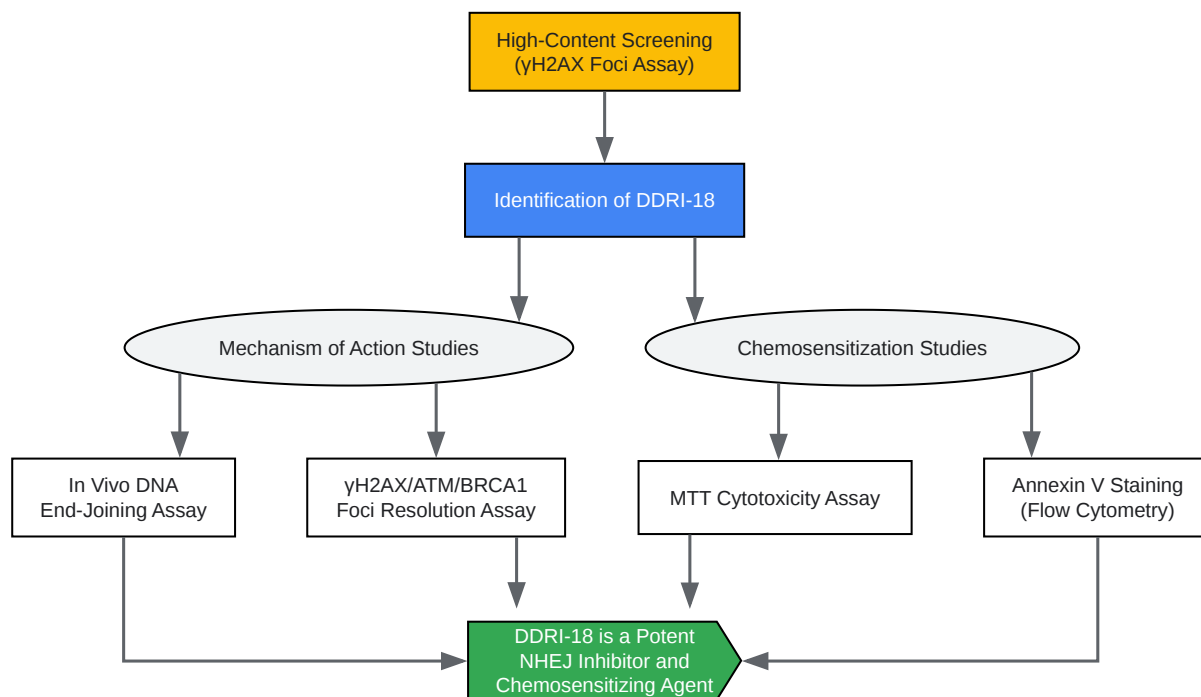 High-Content Screening
(γH2AX Foci Assay)
Identification of DDRI-18
Mechanism of Action Studies
Chemosensitization Studies
In Vivo DNA
End-Joining Assay
γH2AX/ATM/BRCA1
Foci Resolution Assay
MTT Cytotoxicity Assay
Annexin V Staining
(Flow Cytometry)
DDRI-18 is a Potent
NHEJ Inhibitor and
Chemosensitizing Agent